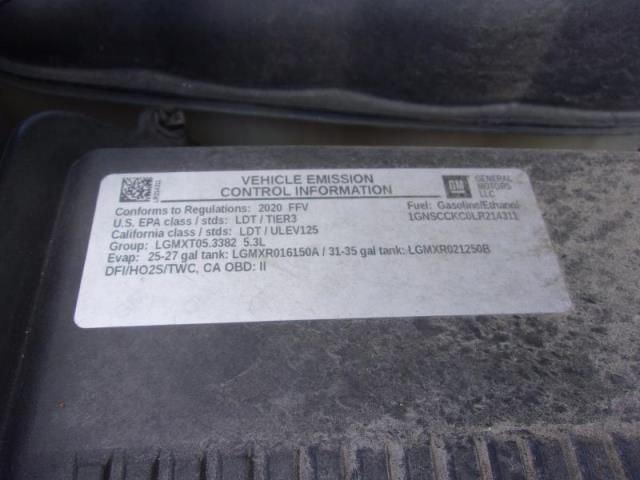 VEHICLE EMISSION
CONTROL INFORMATION
GM
GENERAL
MOTORS
LLC
Conforms to Regulations: 2020 FFV
Fuel: Gasoline/Ethanol
U.S. EPA class / stds: LDT / TIER3
1GNSCCKC0LR214311
California class / stds: LDT / ULEV125
Group: LGMXT05.3382 5.3L
Evap: 25-27 gal tank: LGMXR016150A / 31-35 gal tank: LGMXR021250B
DFI/HO2S/TWC, CA OBD: II